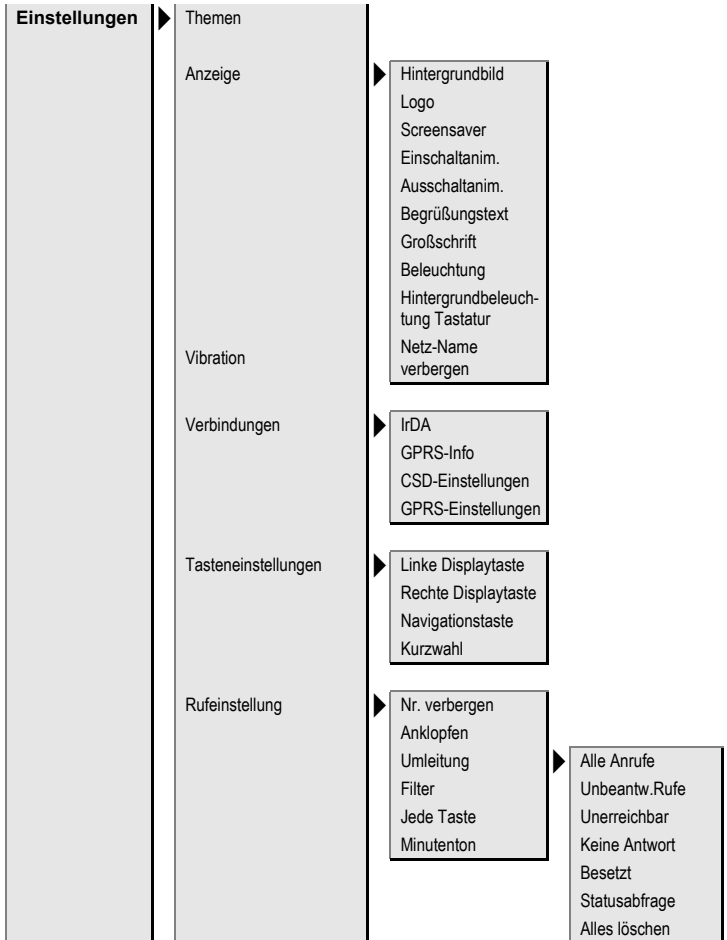 Einstellungen
Themen
Anzeige
Hintergrundbild
Logo
Screensaver
Einschaltanim.
Ausschaltanim.
Begrüßungstext
Großschrift
Beleuchtung
Hintergrundbeleuch-
tung Tastatur
Netz-Name
verbergen
Vibration
Verbindungen
IrDA
GPRS-Info
CSD-Einstellungen
GPRS-Einstellungen
Tasteneinstellungen
Linke Displaytaste
Rechte Displaytaste
Navigationstaste
Kurzwahl
Rufeinstellung
Nr. verbergen
Anklopfen
Umleitung
Filter
Jede Taste
Minutenton
Alle Anrufe
Unbeantw.Rufe
Unerreichbar
Keine Antwort
Besetzt
Statusabfrage
Alles löschen